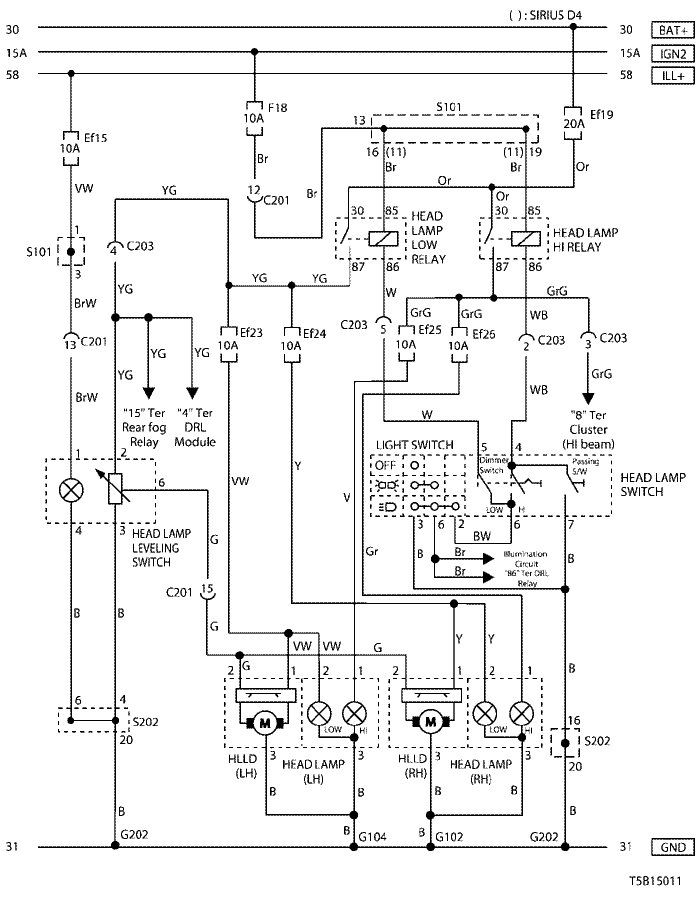 ( ) : SIRIUS D4
30 30 BAT+
15A 15A IGN2
58 58 ILL+
F18
10A
S101
13
Ef19
20A
Ef15
10A
16 (11) (11) 19
Br Br Br
VW
YG
12
C201
Br
Or
Or
Or
1
S101
3
4 C203
30 85
HEAD
LAMP
LOW
RELAY
30 85
HEAD LAMP
HI RELAY
87 86
87 86
YG YG
BrW
YG
W
GrG
GrG GrG
WB
13 C201
Ef23
10A
Ef24
10A
C203 5
Ef25
10A
Ef26
10A
2 C203
3 C203
YG YG
YG
BrW
"15" Ter
Rear fog
Relay
"4" Ter
DRL
Module
WB
GrG
W
"8" Ter
Cluster
(HI beam)
LIGHT SWITCH
5 4
OFF
Dimmer
Switch
Passing
S/W
LOW HI
HEAD LAMP
SWITCH
1 2
6
4 3
HEAD LAMP
LEVELING
SWITCH
VW
Y
V
3 6 2
6 7
BW
G
Gr
B
Br
Br
Illumination
Circuit
"86" Ter DRL
Relay
B
C201 15
B B
G
VW VW
G
Y Y
B
G
2 1 2 1
2 1 2 1
6 4
S202
20
M
LOW HI
M
LOW HI
16
S202
20
3 3
3 3
HLLD
(LH)
HEAD LAMP
(LH)
HLLD
(RH)
HEAD LAMP
(RH)
B B B B
B
B
G202
B
G104
B
G102
G202
31 31 GND
T5B15011